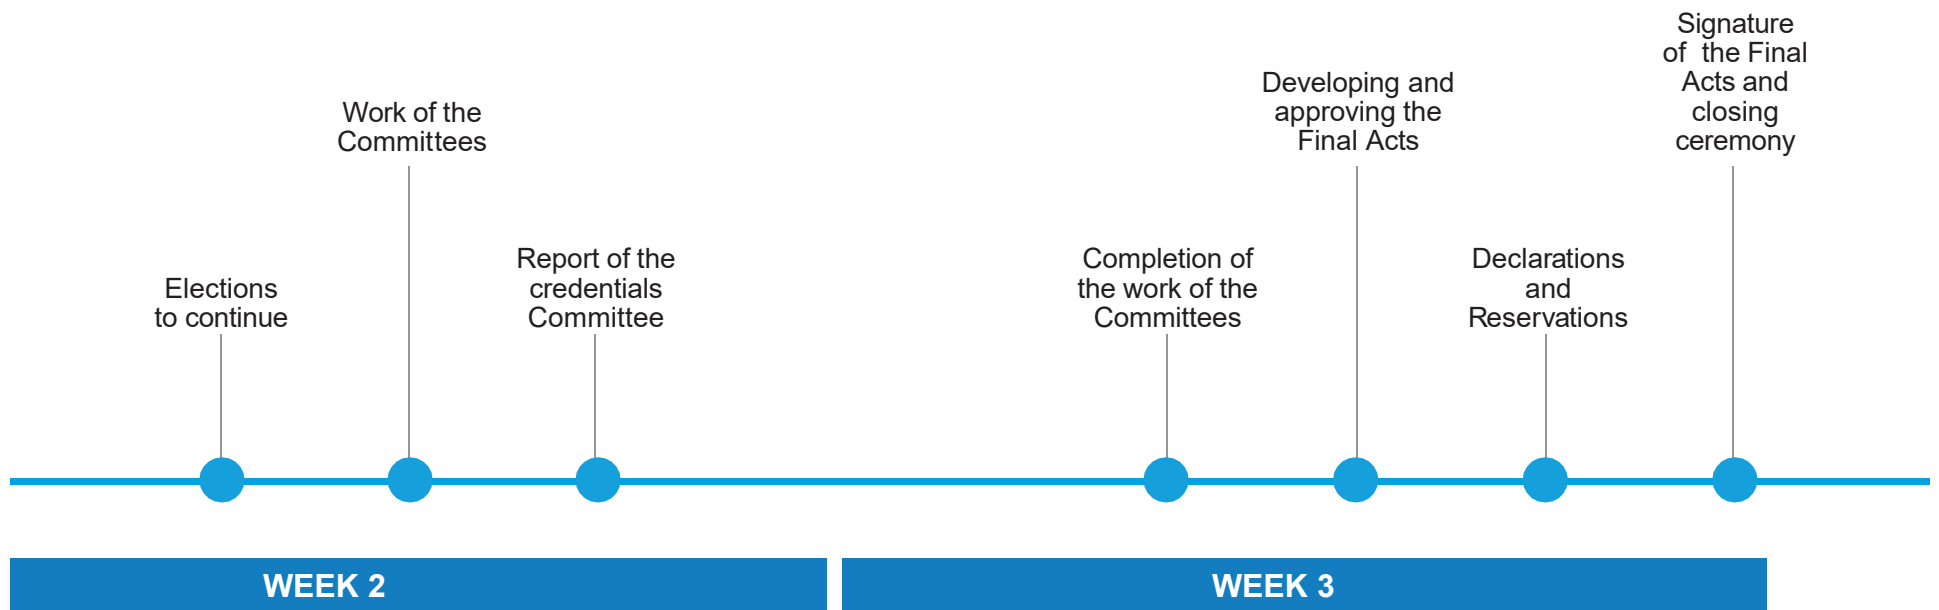 Elections
to continue
Work of the
Committees
Report of the
credentials
Committee
Completion of
the work of the
Committees
Developing and
approving the
Final Acts
Declarations
and
Reservations
Signature
of the Final
Acts and
closing
ceremony
WEEK 2
WEEK 3